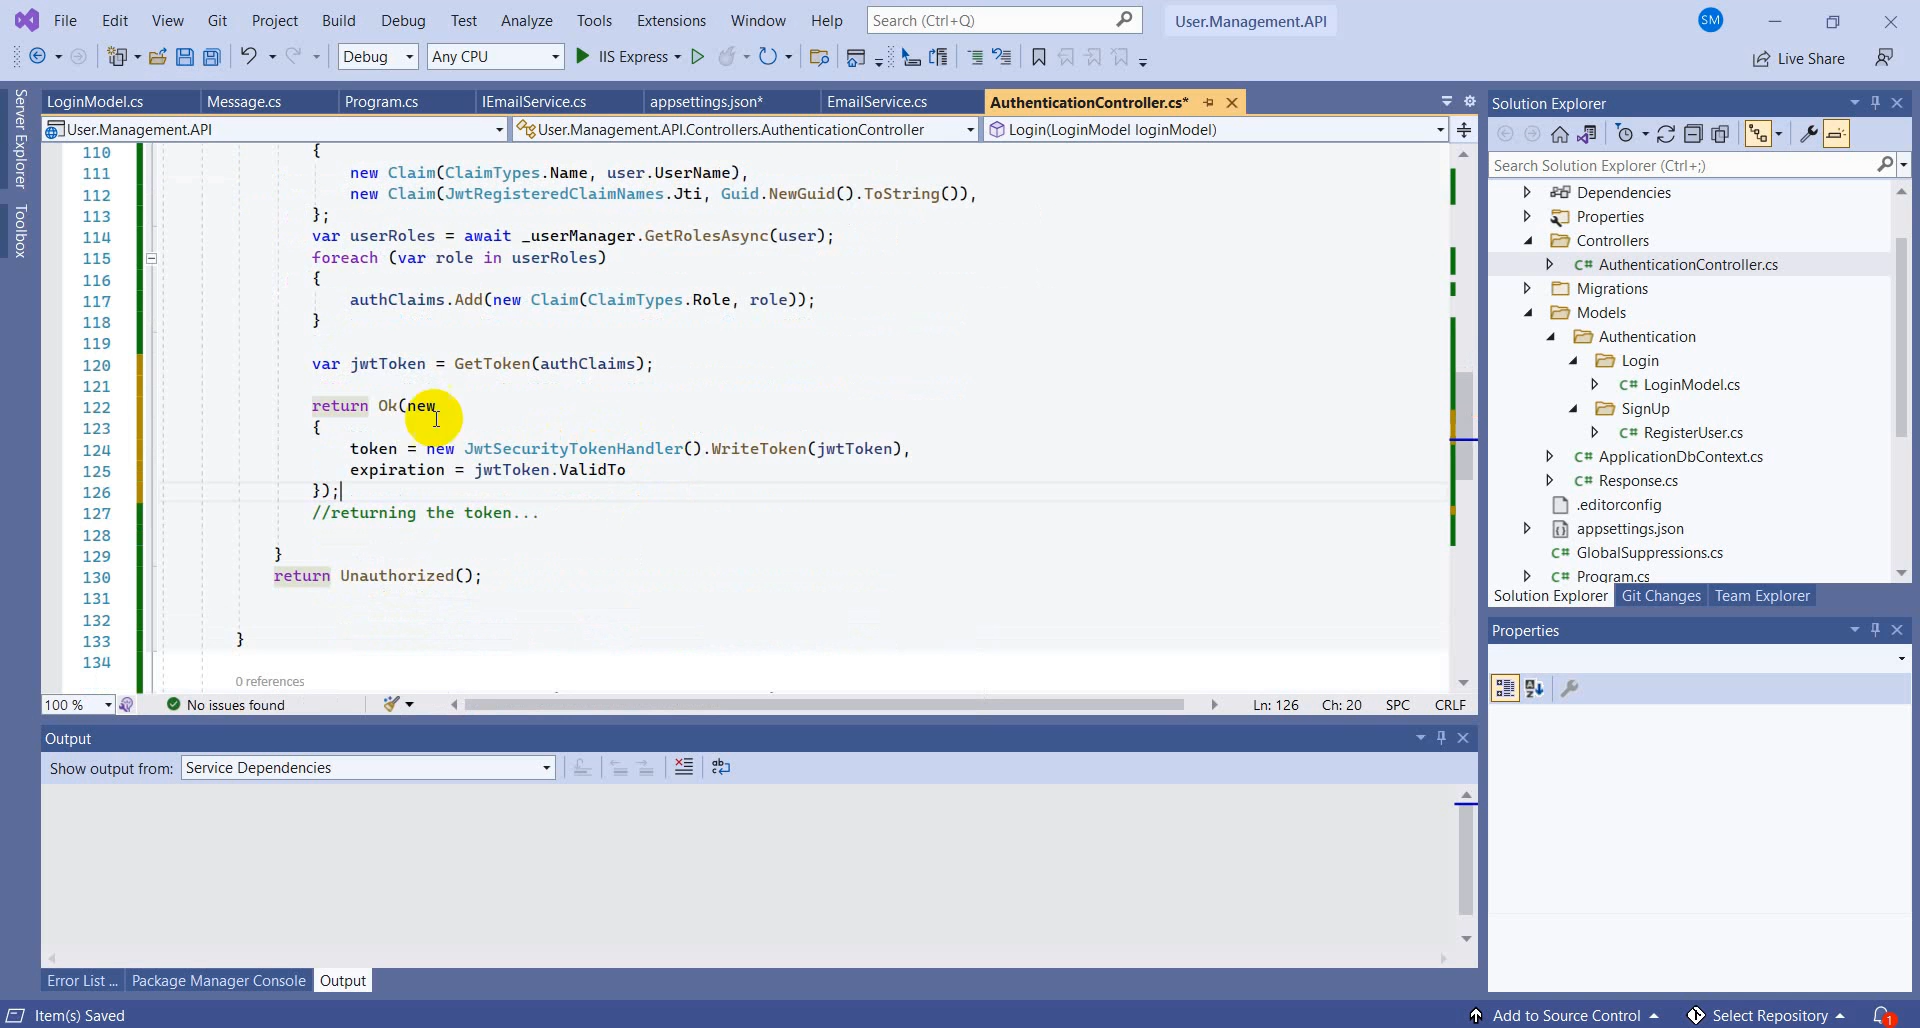 File Edit View Git Project Build Debug Test Analyze Tools Extensions Window Help Search (Ctrl+Q) User.Management.API SM
Debug Any CPU IIS Express Live Share
Server Explorer
Toolbox
LoginModel.cs Message.cs Program.cs IEmailService.cs appsettings.json* EmailService.cs AuthenticationController.cs*
User.Management.API User.Management.API.Controllers.AuthenticationController Login(LoginModel loginModel)
110 {
111 new Claim(ClaimTypes.Name, user.UserName),
112 new Claim(JwtRegisteredClaimNames.Jti, Guid.NewGuid().ToString()),
113 };
114 var userRoles = await _userManager.GetRolesAsync(user);
115 foreach (var role in userRoles)
116 {
117 authClaims.Add(new Claim(ClaimTypes.Role, role));
118 }
119
120 var jwtToken = GetToken(authClaims);
121
122 return Ok(new
123 {
124 token = new JwtSecurityTokenHandler().WriteToken(jwtToken),
125 expiration = jwtToken.ValidTo
126 });
127 //returning the token...
128
129 }
130 return Unauthorized();
131
132
133 }
134
0 references
100 % No issues found Ln: 126 Ch: 20 SPC CRLF
Output
Show output from: Service Dependencies
Error List ... Package Manager Console Output
Solution Explorer
Search Solution Explorer (Ctrl+;)
Dependencies
Properties
Controllers
C# AuthenticationController.cs
Migrations
Models
Authentication
Login
C# LoginModel.cs
SignUp
C# RegisterUser.cs
C# ApplicationDbContext.cs
C# Response.cs
.editorconfig
appsettings.json
C# GlobalSuppressions.cs
C# Program.cs
Solution Explorer Git Changes Team Explorer
Properties
Item(s) Saved Add to Source Control Select Repository 1